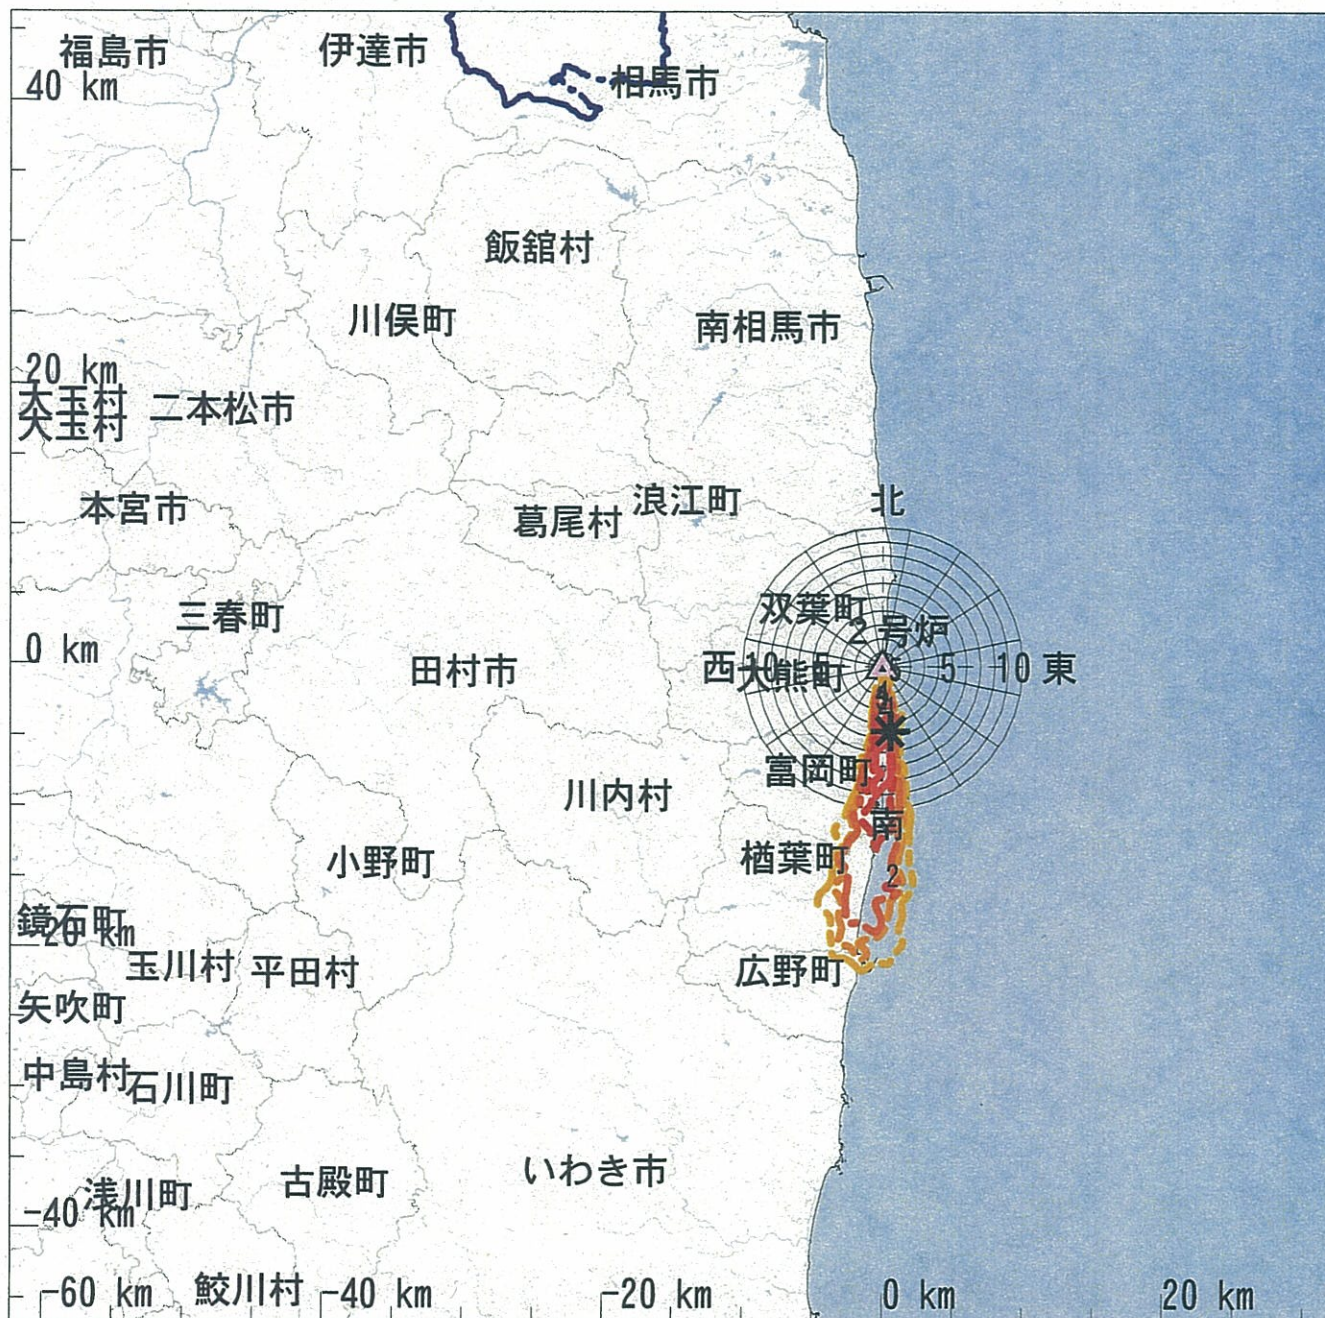 福島市
伊達市
相馬市
40 km
飯舘村
川俣町
南相馬市
20 km
大玉村
大玉村
二本松市
本宮市
葛尾村
浪江町
北
三春町
双葉町
2号炉
0 km
田村市
西
10
5
大熊町
5
10
東
富岡町
川内村
南
小野町
楢葉町
2
鏡石町
-20 km
玉川村
平田村
広野町
矢吹町
中島村
石川町
いわき市
古殿町
浅川町
-40 km
-60 km
鮫川村
-40 km
-20 km
0 km
20 km